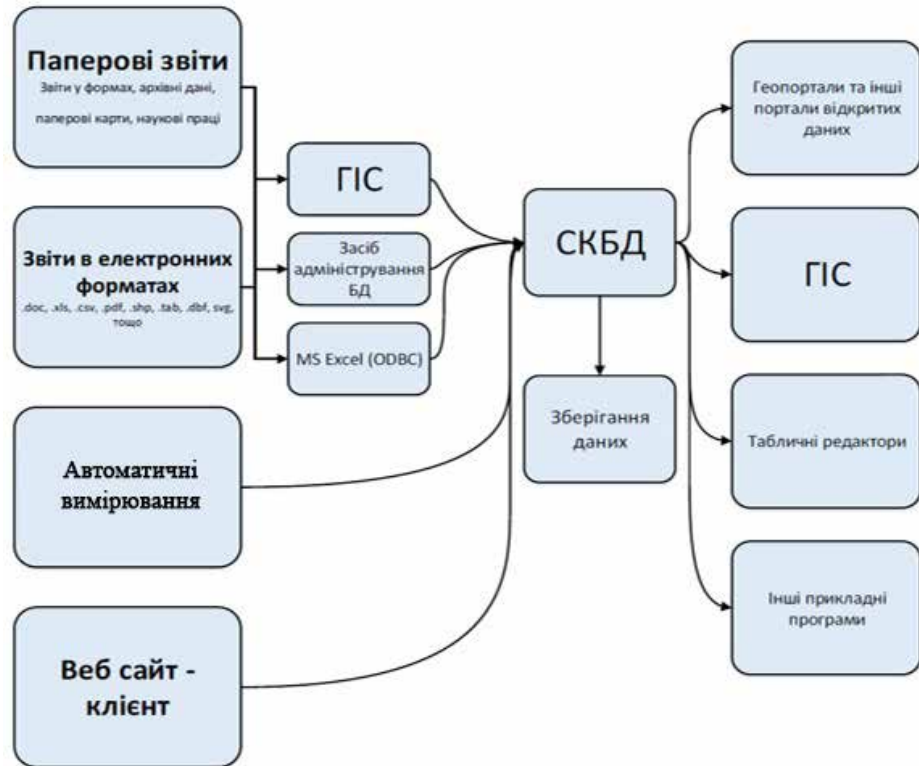 Паперові звіти
Звіти у формах, архівні дані,
паперові карти, наукові праці
Звіти в електронних
форматах
.doc, .xls, .csv, .pdf, .shp, .tab, .dbf, svg,
тощо
Автоматичні
вимірювання
Веб сайт -
клієнт
ГІС
Засіб
адміністрування
БД
MS Excel (ODBC)
СКБД
Зберігання
даних
Геопортали та інші
портали відкритих
даних
ГІС
Табличні редактори
Інші прикладні
програми